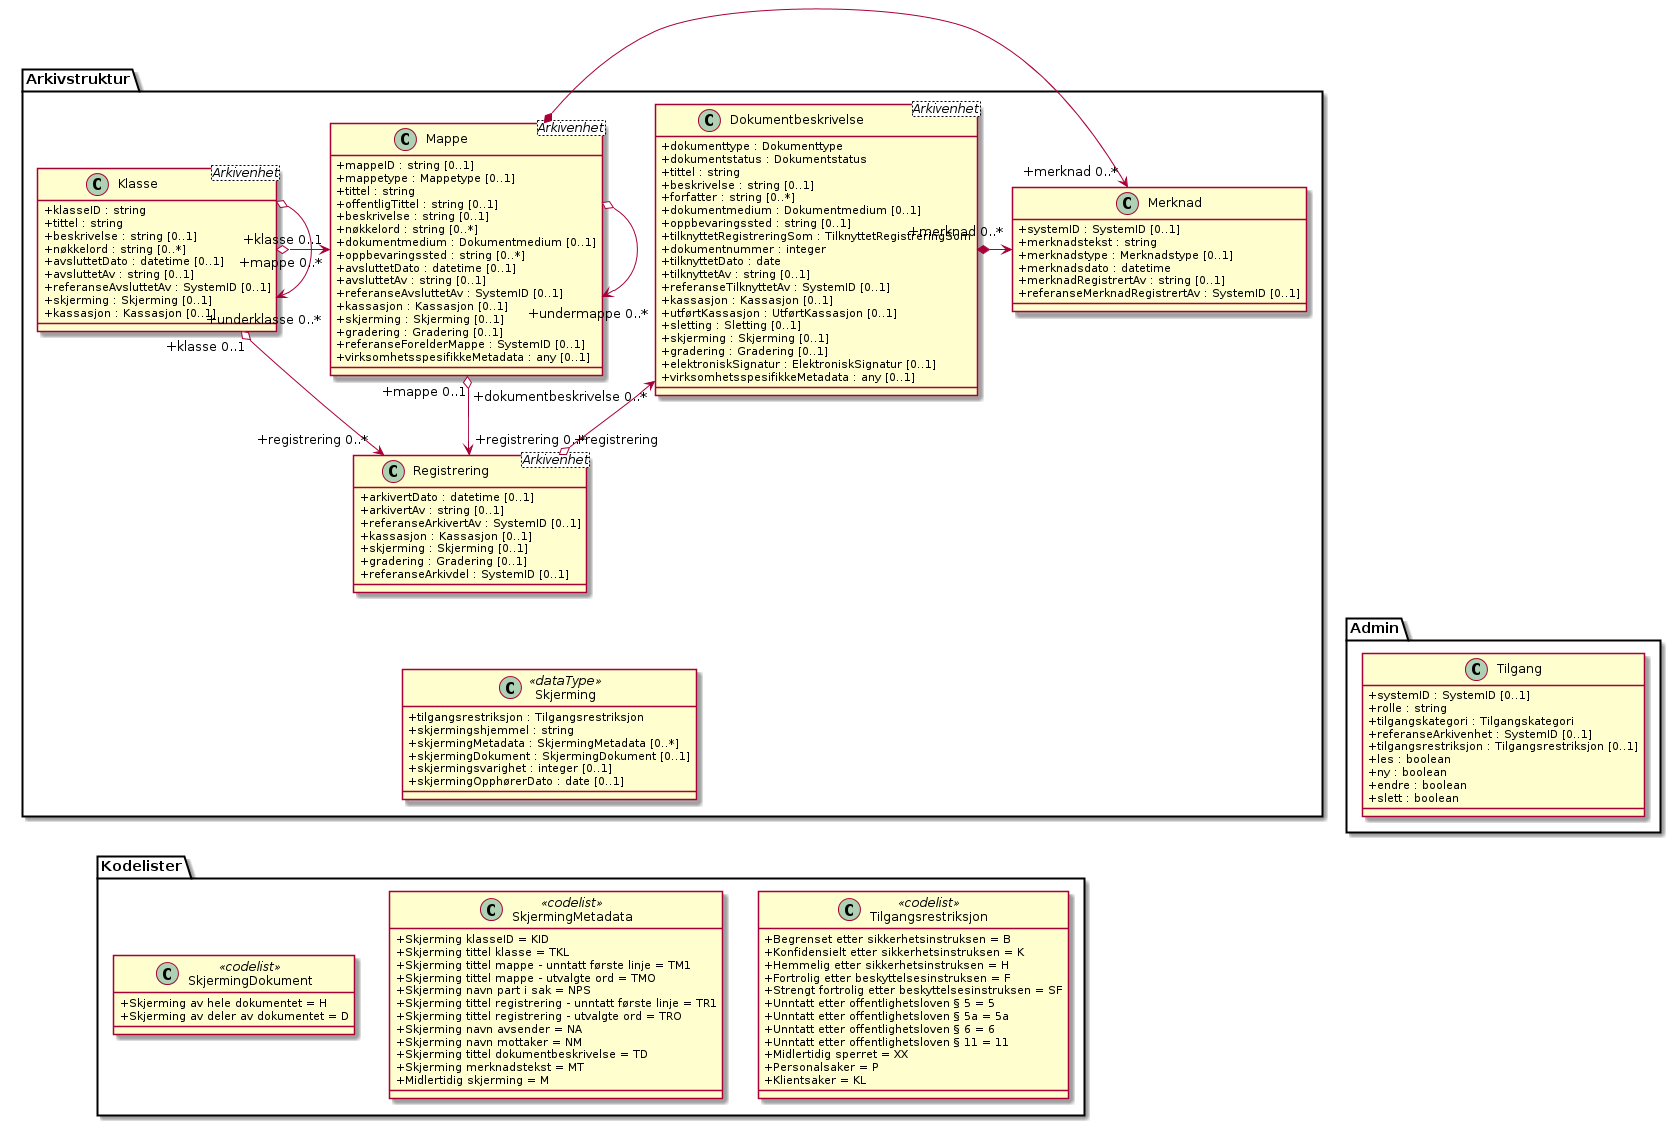 Arkivstruktur
Klasse
Arkivenhet
+klasseID : string
+tittel : string
+beskrivelse : string [0..1]
+nøkkelord : string [0..*]
+avsluttetDato : datetime [0..1]
+avsluttetAv : string [0..1]
+referanseAvsluttetAv : SystemID [0..1]
+skjerming : Skjerming [0..1]
+kassasjon : Kassasjon [0..1]
+klasse 0..1
+mappe 0..*
+underklasse 0..*
+klasse 0..1
+registrering 0..*
Mappe
Arkivenhet
+mappeID : string [0..1]
+mappetype : Mappetype [0..1]
+tittel : string
+offentligTittel : string [0..1]
+beskrivelse : string [0..1]
+nøkkelord : string [0..*]
+dokumentmedium : Dokumentmedium [0..1]
+oppbevaringssted : string [0..*]
+avsluttetDato : datetime [0..1]
+avsluttetAv : string [0..1]
+referanseAvsluttetAv : SystemID [0..1]
+kassasjon : Kassasjon [0..1]
+skjerming : Skjerming [0..1]
+gradering : Gradering [0..1]
+referanseForelderMappe : SystemID [0..1]
+virksomhetsspesifikkeMetadata : any [0..1]
+undermappe 0..*
+mappe 0..1
+registrering 0..*
Dokumentbeskrivelse
Arkivenhet
+dokumenttype : Dokumenttype
+dokumentstatus : Dokumentstatus
+tittel : string
+beskrivelse : string [0..1]
+forfatter : string [0..*]
+dokumentmedium : Dokumentmedium [0..1]
+oppbevaringssted : string [0..1]
+tilknyttetRegistreringSom : TilknyttetRegistreringSom
+dokumentnummer : integer
+tilknyttetDato : date
+tilknyttetAv : string [0..1]
+referanseTilknyttetAv : SystemID [0..1]
+kassasjon : Kassasjon [0..1]
+utførtKassasjon : UtførtKassasjon [0..1]
+sletting : Sletting [0..1]
+skjerming : Skjerming [0..1]
+gradering : Gradering [0..1]
+elektroniskSignatur : ElektroniskSignatur [0..1]
+virksomhetsspesifikkeMetadata : any [0..1]
+dokumentbeskrivelse 0..*
+registrering
+merknad 0..*
+merknad 0..*
Merknad
+systemID : SystemID [0..1]
+merknadstekst : string
+merknadstype : Merknadstype [0..1]
+merknadsdato : datetime
+merknadRegistrertAv : string [0..1]
+referanseMerknadRegistrertAv : SystemID [0..1]
Registrering
Arkivenhet
+arkivertDato : datetime [0..1]
+arkivertAv : string [0..1]
+referanseArkivertAv : SystemID [0..1]
+kassasjon : Kassasjon [0..1]
+skjerming : Skjerming [0..1]
+gradering : Gradering [0..1]
+referanseArkivdel : SystemID [0..1]
«dataType»
Skjerming
+tilgangsrestriksjon : Tilgangsrestriksjon
+skjermingshjemmel : string
+skjermingMetadata : SkjermingMetadata [0..*]
+skjermingDokument : SkjermingDokument [0..1]
+skjermingsvarighet : integer [0..1]
+skjermingOpphørerDato : date [0..1]
Admin
Tilgang
+systemID : SystemID [0..1]
+rolle : string
+tilgangskategori : Tilgangskategori
+referanseArkivenhet : SystemID [0..1]
+tilgangsrestriksjon : Tilgangsrestriksjon [0..1]
+les : boolean
+ny : boolean
+endre : boolean
+slett : boolean
Kodelister
«codelist»
SkjermingDokument
+Skjerming av hele dokumentet = H
+Skjerming av deler av dokumentet = D
«codelist»
SkjermingMetadata
+Skjerming klasseID = KID
+Skjerming tittel klasse = TKL
+Skjerming tittel mappe - unntatt første linje = TM1
+Skjerming tittel mappe - utvalgte ord = TMO
+Skjerming navn part i sak = NPS
+Skjerming tittel registrering - unntatt første linje = TR1
+Skjerming tittel registrering - utvalgte ord = TRO
+Skjerming navn avsender = NA
+Skjerming navn mottaker = NM
+Skjerming tittel dokumentbeskrivelse = TD
+Skjerming merknadstekst = MT
+Midlertidig skjerming = M
«codelist»
Tilgangsrestriksjon
+Begrenset etter sikkerhetsinstruksen = B
+Konfidensielt etter sikkerhetsinstruksen = K
+Hemmelig etter sikkerhetsinstruksen = H
+Fortrolig etter beskyttelsesinstruksen = F
+Strengt fortrolig etter beskyttelsesinstruksen = SF
+Unntatt etter offentlighetsloven § 5 = 5
+Unntatt etter offentlighetsloven § 5a = 5a
+Unntatt etter offentlighetsloven § 6 = 6
+Unntatt etter offentlighetsloven § 11 = 11
+Midlertidig sperret = XX
+Personalsaker = P
+Klientsaker = KL